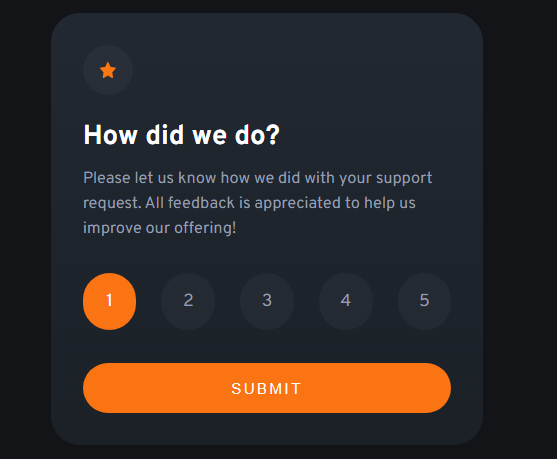 How did we do?
Please let us know how we did with your support
request. All feedback is appreciated to help us
improve our offering!
1 2 3 4 5
SUBMIT